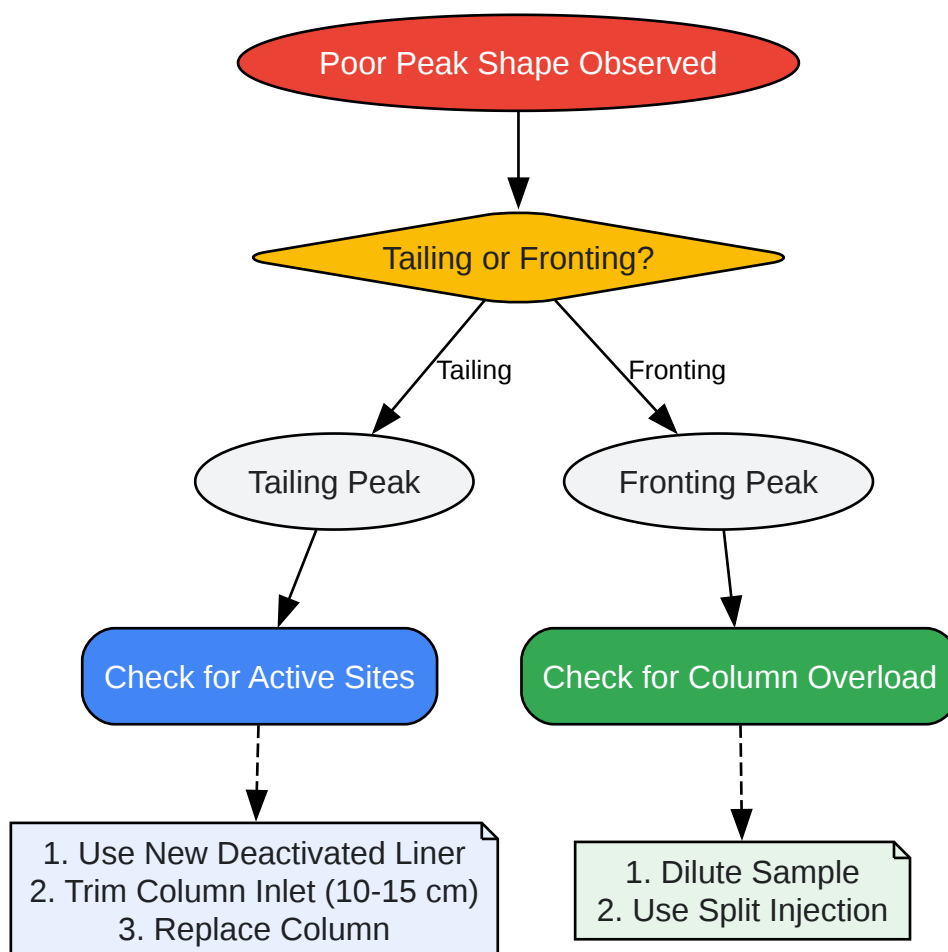 Poor Peak Shape Observed
Tailing or Fronting?
Tailing
Fronting
Tailing Peak
Fronting Peak
Check for Active Sites
Check for Column Overload
1. Use New Deactivated Liner
2. Trim Column Inlet (10-15 cm)
3. Replace Column
1. Dilute Sample
2. Use Split Injection